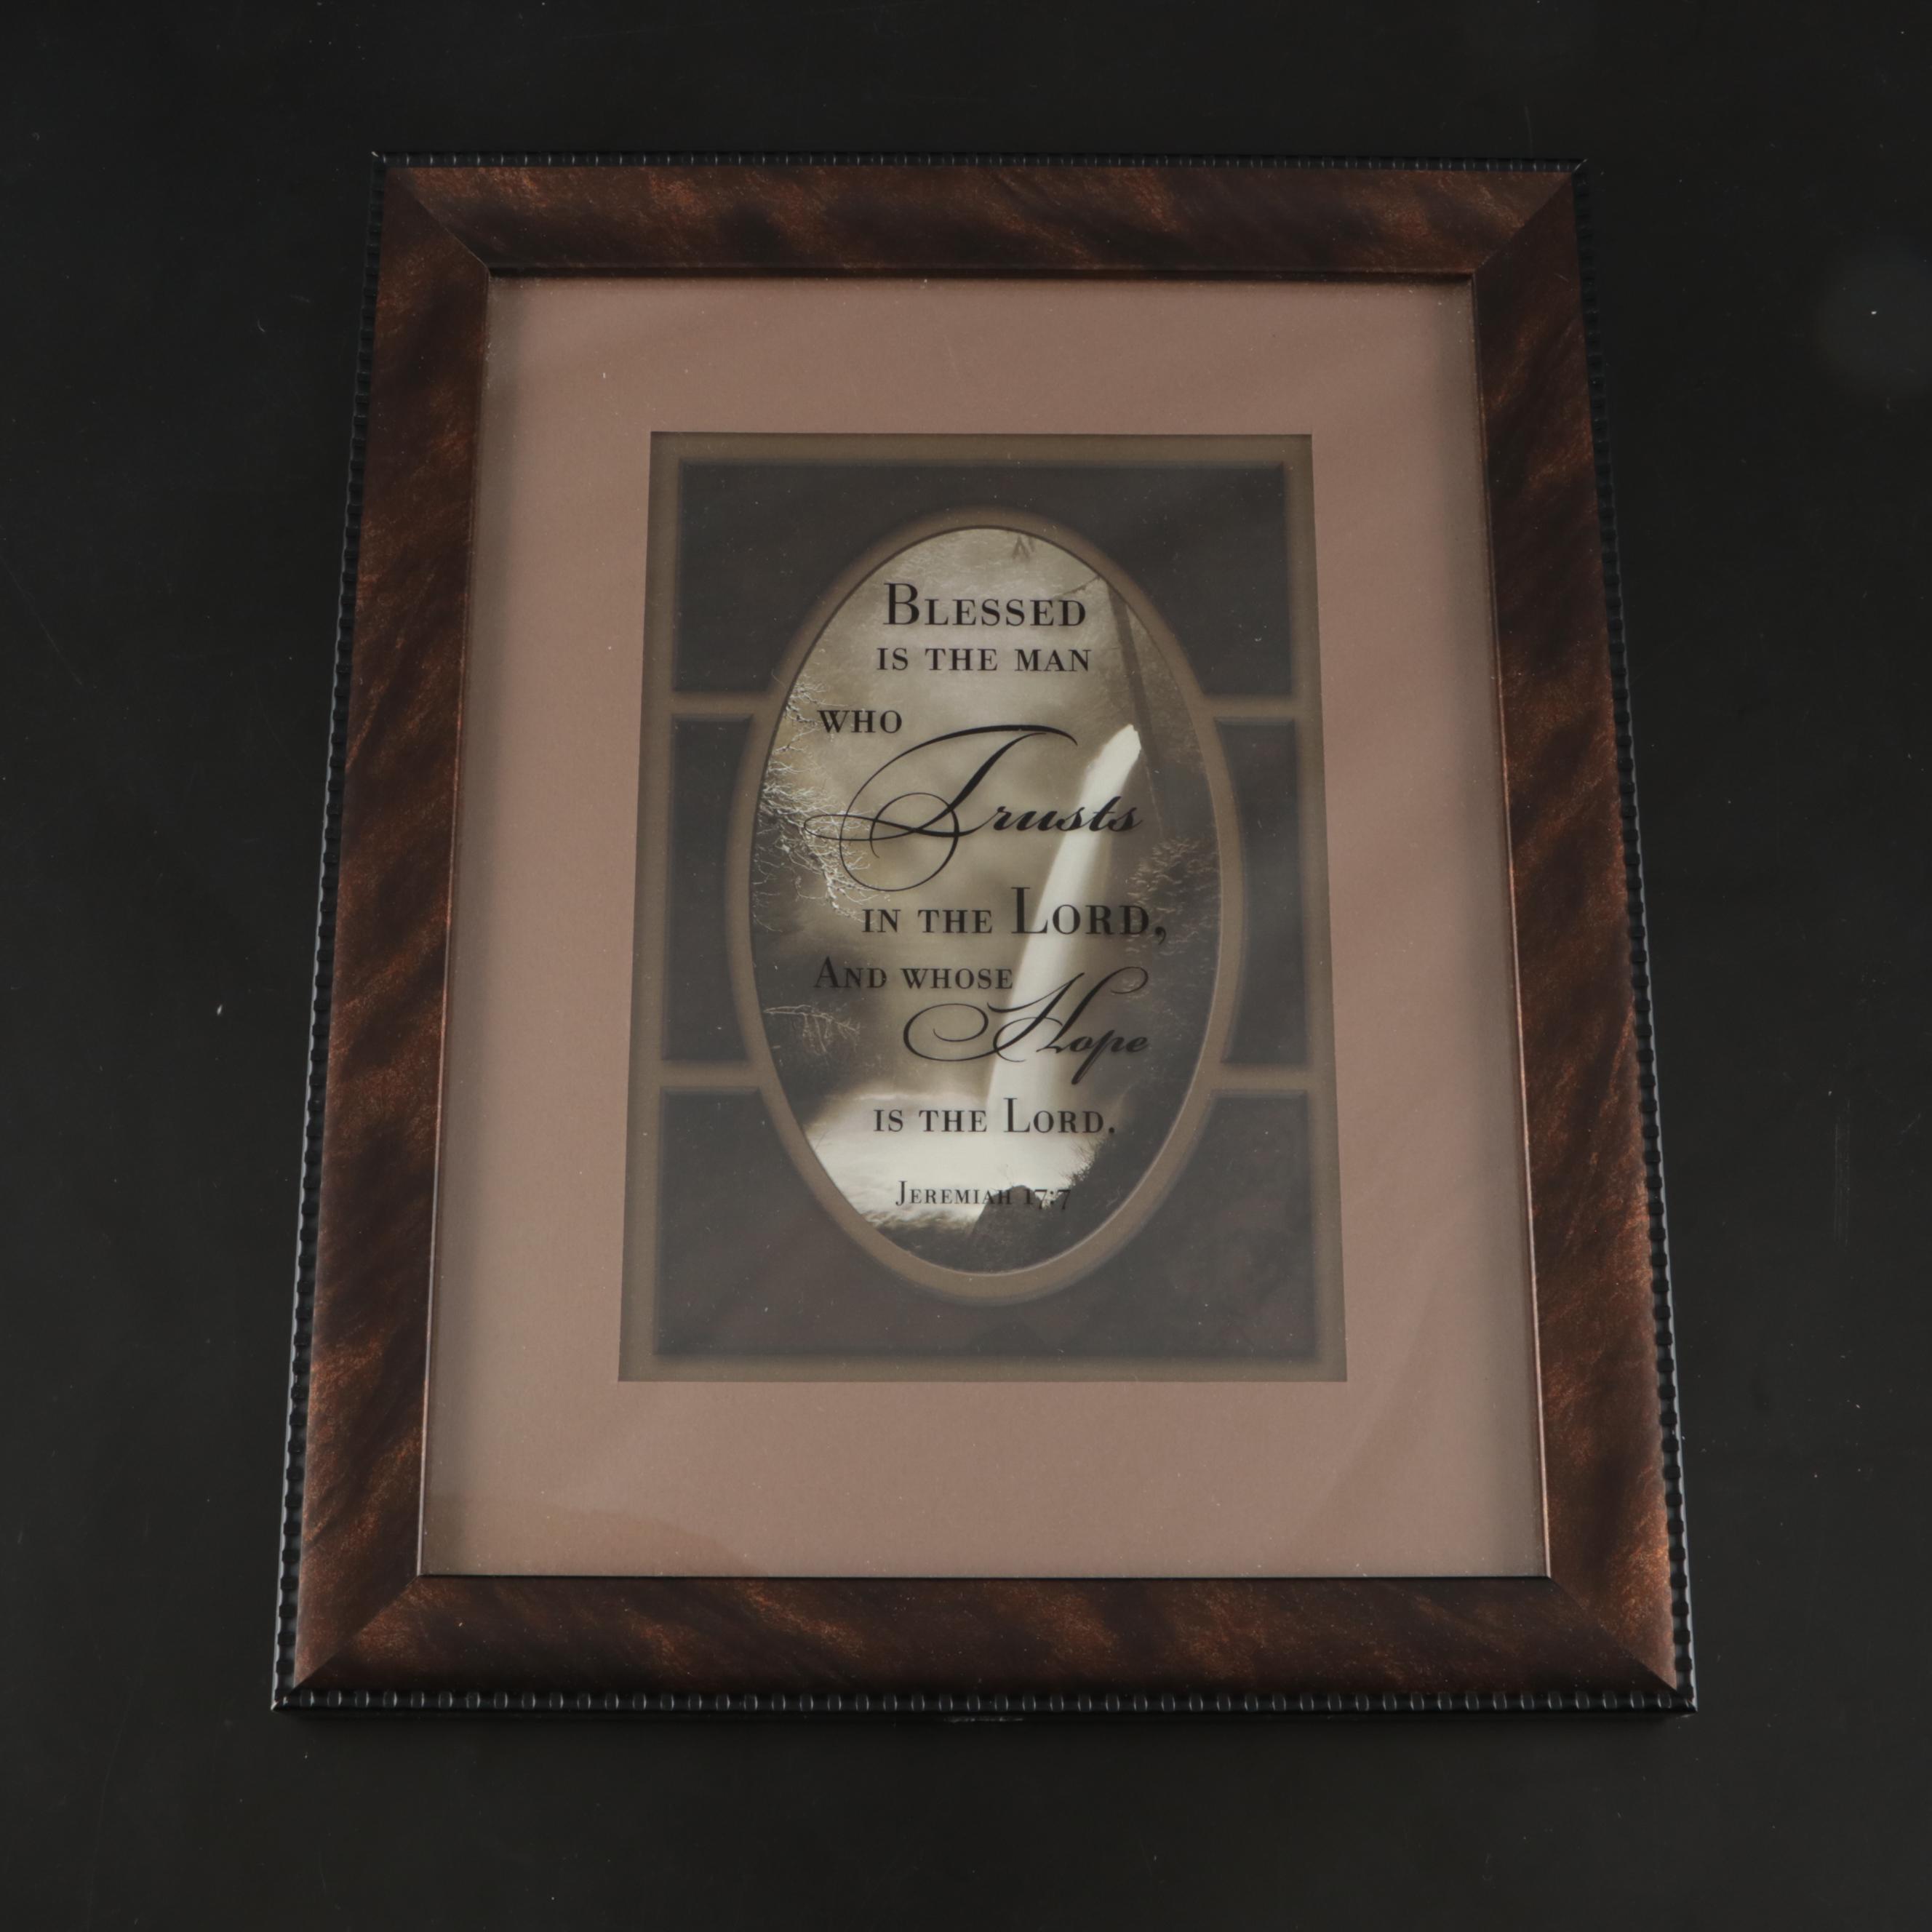 Blessed
is the man
who
Trusts
in the Lord,
And whose
Hope
is the Lord.
Jeremiah 17:7